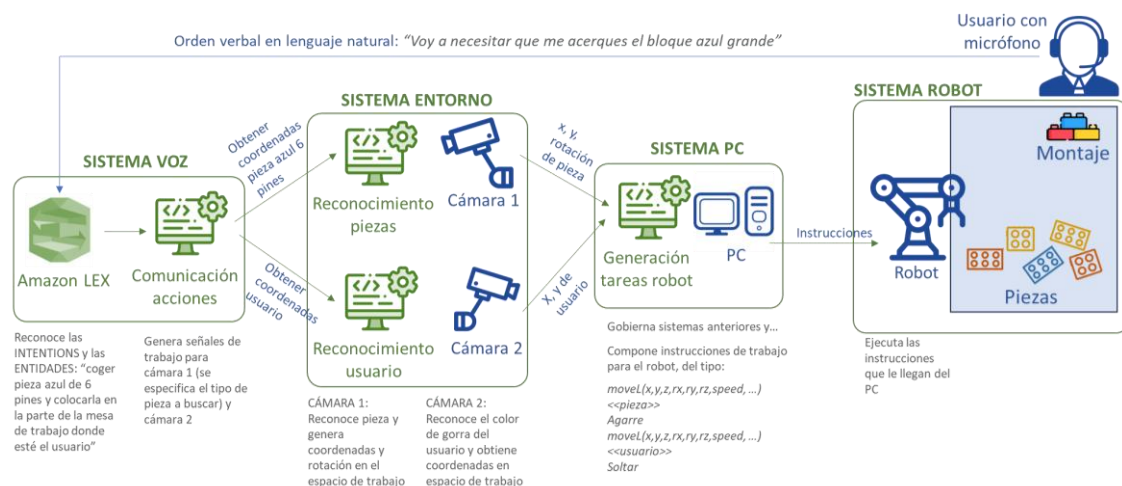 Usuario con
micrófono
Orden verbal en lenguaje natural: “Voy a necesitar que me acerques el bloque azul grande”
SISTEMA VOZ
Amazon LEX
Comunicación
acciones
Reconoce las
INTENTIONS y las
ENTIDADES: “coger
pieza azul de 6
pines y colocarla en
la parte de la mesa
de trabajo donde
esté el usuario”
Genera señales de
trabajo para
cámara 1 (se
especifica el tipo de
pieza a buscar) y
cámara 2
Obtener
coordenadas
pieza azul 6
pines
Obtener
coordenadas
usuario
SISTEMA ENTORNO
Reconocimiento
piezas
Cámara 1
Reconocimiento
usuario
Cámara 2
CÁMARA 1:
Reconoce pieza y
genera
coordenadas y
rotación en el
espacio de trabajo
CÁMARA 2:
Reconoce el color
de gorra del
usuario y obtiene
coordenadas en
espacio de trabajo
x, y,
rotación
de pieza
X, y de
usuario
SISTEMA PC
Generación
tareas robot
PC
Gobierna sistemas anteriores y…
Compone instrucciones de trabajo
para el robot, del tipo:
moveL(x,y,z,rx,ry,rz,speed, …)
<<pieza>>
Agarre
moveL(x,y,z,rx,ry,rz,speed, …)
<<usuario>>
Soltar
Instrucciones
SISTEMA ROBOT
Robot
Montaje
Piezas
Ejecuta las
instrucciones
que le llegan del
PC